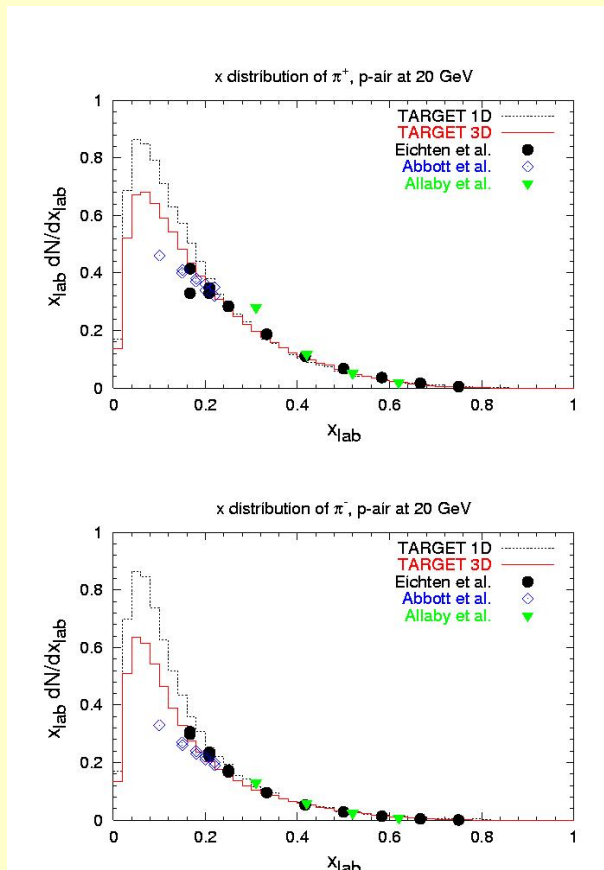 x distribution of π⁺, p-air at 20 GeV
1
0.8
0.6
0.4
0.2
0
x_lab dN/dx_lab
TARGET 1D
TARGET 3D
Eichten et al.
Abbott et al.
Allaby et al.
0 0.2 0.4 0.6 0.8 1
x_lab
x distribution of π⁻, p-air at 20 GeV
1
0.8
0.6
0.4
0.2
0
x_lab dN/dx_lab
TARGET 1D
TARGET 3D
Eichten et al.
Abbott et al.
Allaby et al.
0 0.2 0.4 0.6 0.8 1
x_lab